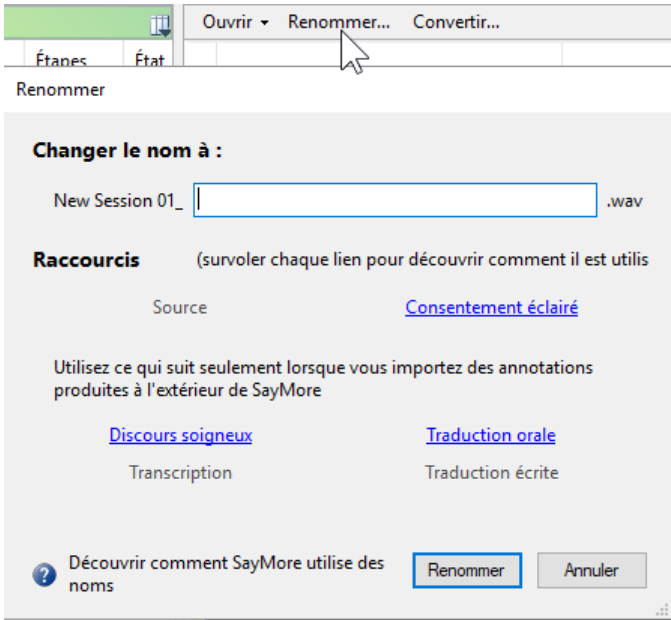 Ouvrir Renommer... Convertir...
Étapes État
Renommer
Changer le nom à :
New Session 01_ .wav
Raccourcis (survoler chaque lien pour découvrir comment il est utilis
Source Consentement éclairé
Utilisez ce qui suit seulement lorsque vous importez des annotations
produites à l'extérieur de SayMore
Discours soigneux Traduction orale
Transcription Traduction écrite
Découvrir comment SayMore utilise des
noms
Renommer Annuler